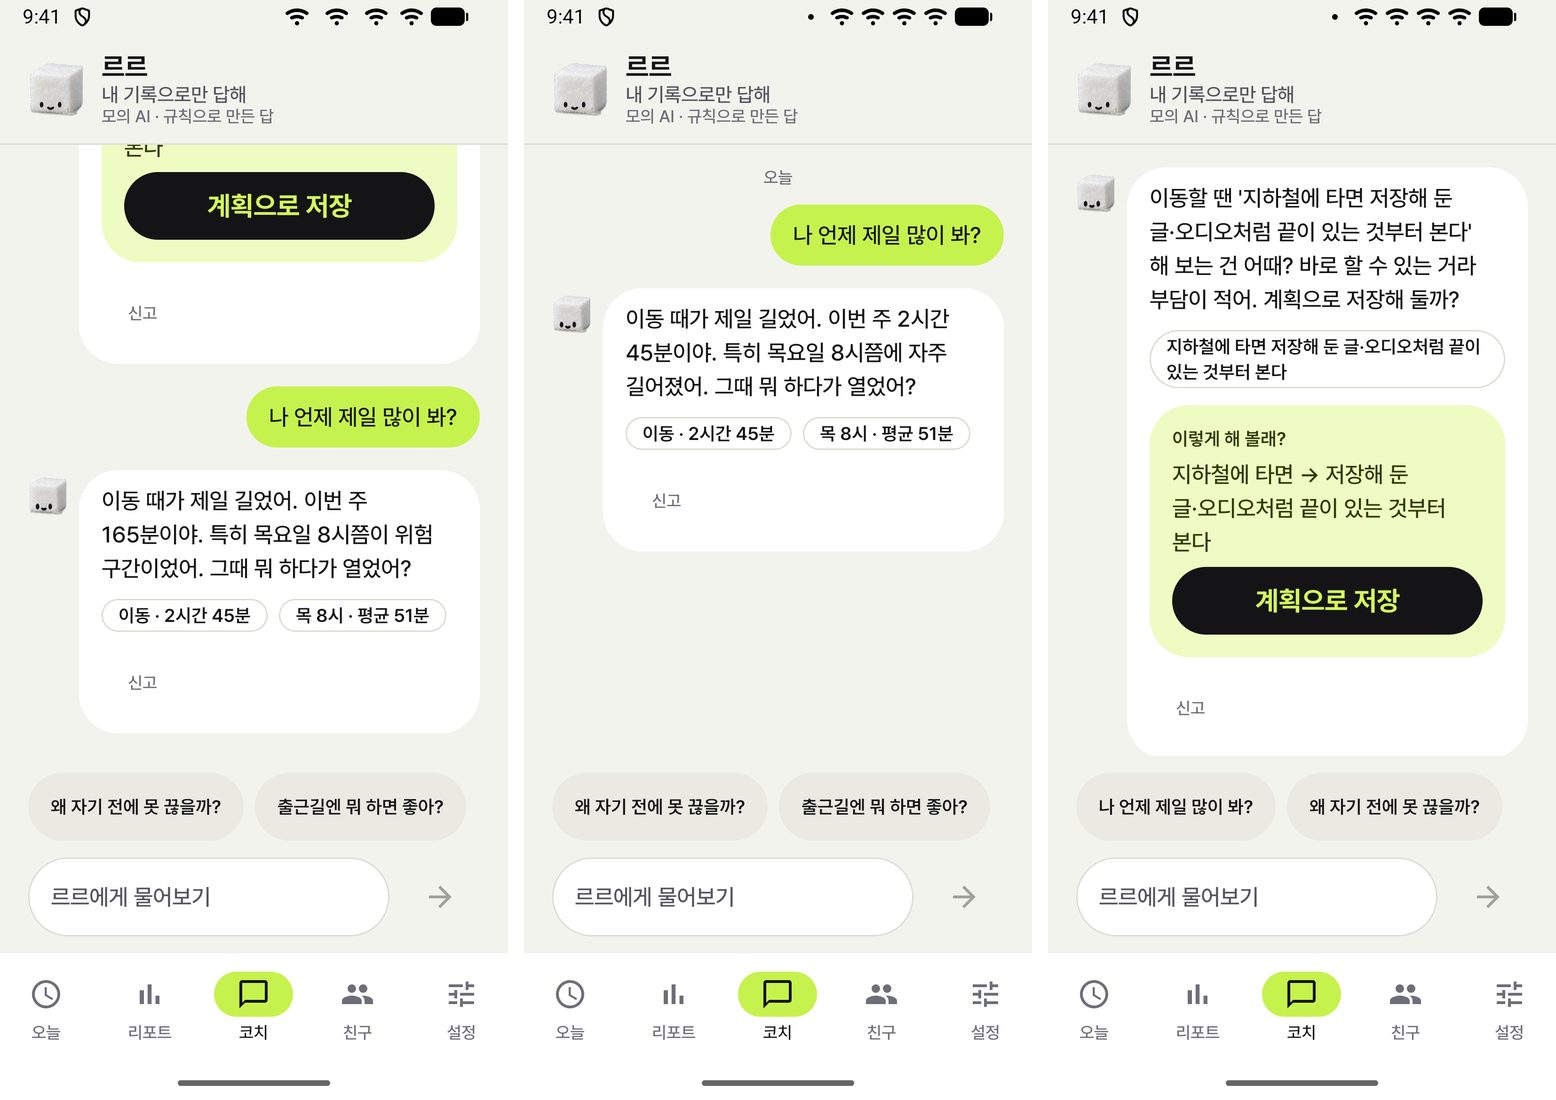 9:41
르르
내 기록으로만 답해
모의 AI · 규칙으로 만든 답
본다
계획으로 저장
신고
나 언제 제일 많이 봐?
이동 때가 제일 길었어. 이번 주
165분이야. 특히 목요일 8시쯤이 위험
구간이었어. 그때 뭐 하다가 열었어?
이동 · 2시간 45분
목 8시 · 평균 51분
신고
왜 자기 전에 못 끊을까?
출근길엔 뭐 하면 좋아?
르르에게 물어보기
오늘
리포트
코치
친구
설정
9:41
르르
내 기록으로만 답해
모의 AI · 규칙으로 만든 답
오늘
나 언제 제일 많이 봐?
이동 때가 제일 길었어. 이번 주 2시간
45분이야. 특히 목요일 8시쯤에 자주
길어졌어. 그때 뭐 하다가 열었어?
이동 · 2시간 45분
목 8시 · 평균 51분
신고
왜 자기 전에 못 끊을까?
출근길엔 뭐 하면 좋아?
르르에게 물어보기
오늘
리포트
코치
친구
설정
9:41
르르
내 기록으로만 답해
모의 AI · 규칙으로 만든 답
이동할 땐 '지하철에 타면 저장해 둔
글·오디오처럼 끝이 있는 것부터 본다'
해 보는 건 어때? 바로 할 수 있는 거라
부담이 적어. 계획으로 저장해 둘까?
지하철에 타면 저장해 둔 글·오디오처럼 끝이
있는 것부터 본다
이렇게 해 볼래?
지하철에 타면 → 저장해 둔
글·오디오처럼 끝이 있는 것부터
본다
계획으로 저장
신고
나 언제 제일 많이 봐?
왜 자기 전에 못 끊을까?
르르에게 물어보기
오늘
리포트
코치
친구
설정